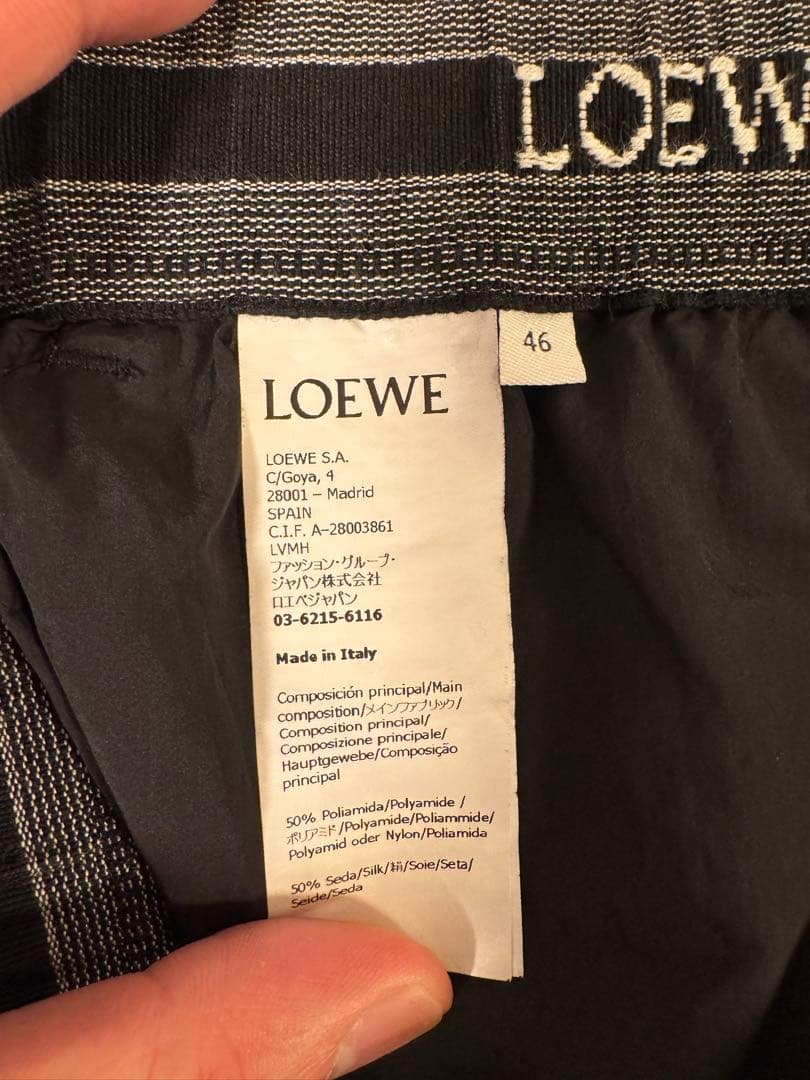 LOEW
46
LOEWE
LOEWE S.A.
C/Goya, 4
28001 – Madrid
SPAIN
C.I.F. A–28003861
LVMH
ファッション・グループ・
ジャパン株式会社
ロエベジャパン
03-6215-6116
Made in Italy
Composición principal/Main
composition/メインファブリック/
Composition principal/
Composizione principale/
Hauptgewebe/Composição
principal
50% Poliamida/Polyamide /
ポリアミド/Polyamide/Poliammide/
Polyamid oder Nylon/Poliamida
50% Seda/Silk/絹/Soie/Seta/
Seide/Seda